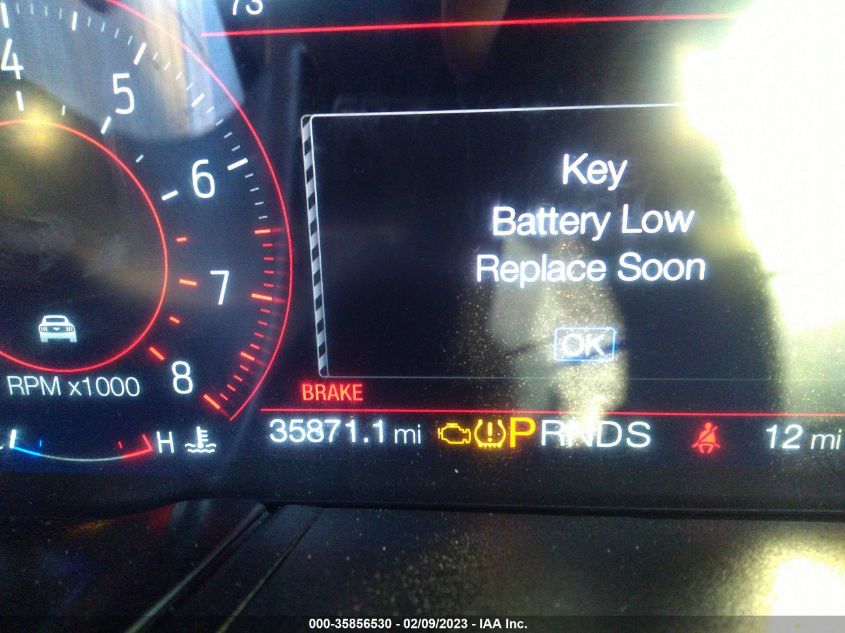 73
4
5
6
7
8
RPM x1000
H
Key
Battery Low
Replace Soon
OK
BRAKE
35871.1 mi
PRNDS
12 mi
000-35856530 - 02/09/2023 - IAA Inc.